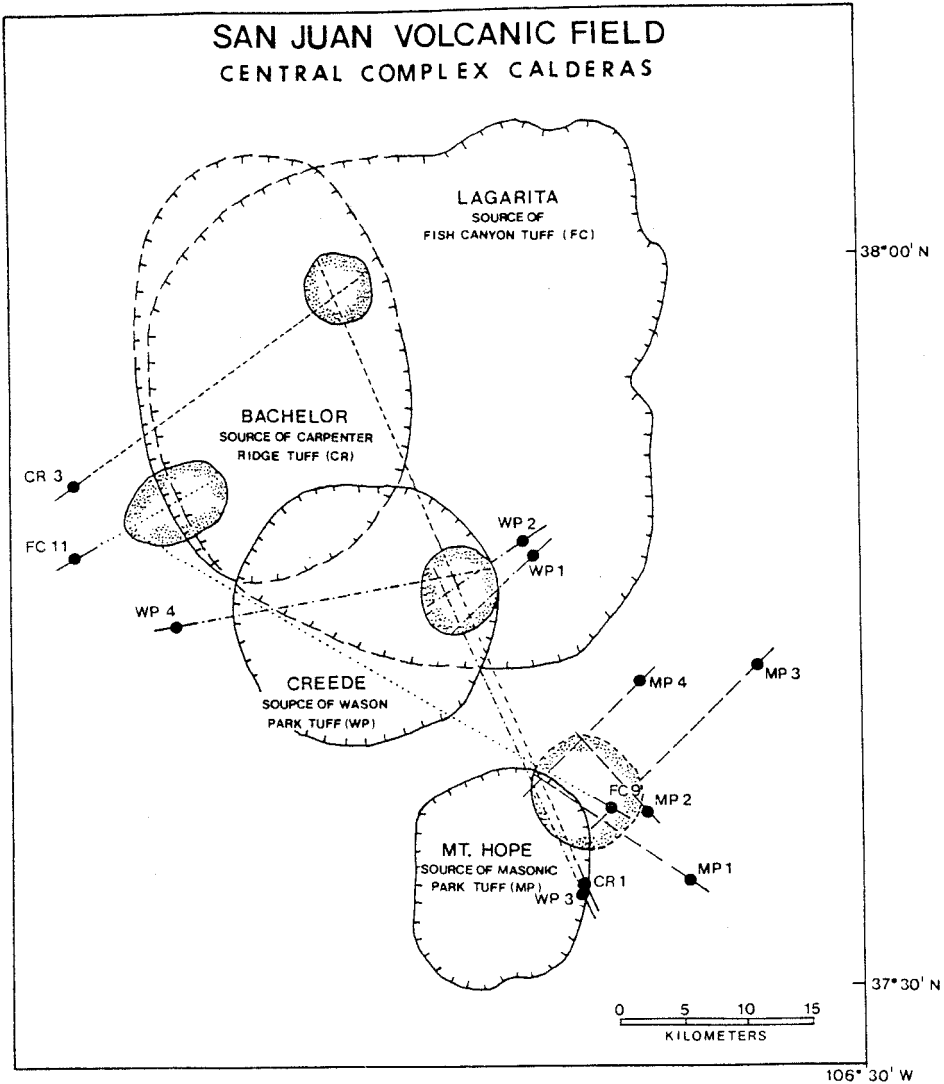 SAN JUAN VOLCANIC FIELD
CENTRAL COMPLEX CALDERAS
LAGARITA
SOURCE OF
FISH CANYON TUFF (FC)
38°00' N
BACHELOR
SOURCE OF CARPENTER
RIDGE TUFF (CR)
CR 3
FC 11
WP 2
WP 1
WP 4
CREEDE
SOURCE OF WASON
PARK TUFF (WP)
MP 4
MP 3
FC 9
MP 2
MT. HOPE
SOURCE OF MASONIC
PARK TUFF (MP)
MP 1
CR 1
WP 3
37°30' N
0 5 10 15
KILOMETERS
106°30' W